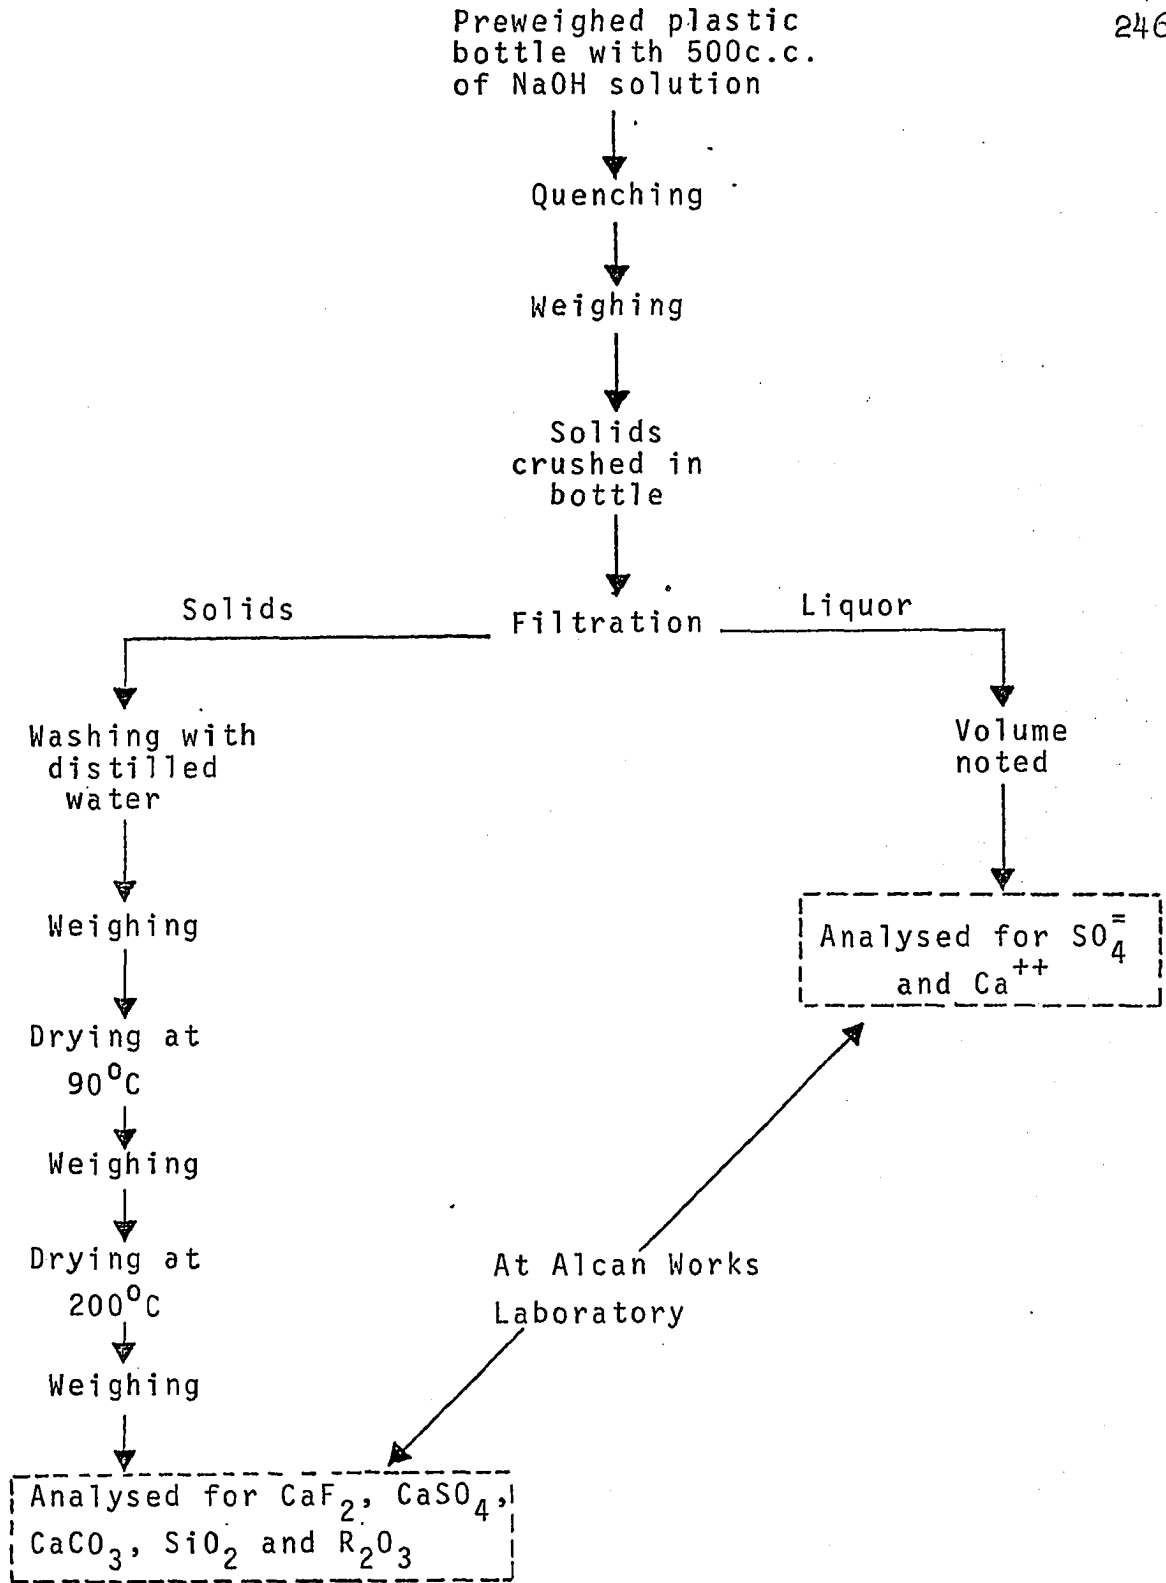 246
Preweighed plastic
bottle with 500c.c.
of NaOH solution
Quenching
Weighing
Solids
crushed in
bottle
Filtration
Solids
Liquor
Washing with
distilled
water
Weighing
Drying at
90°C
Weighing
Drying at
200°C
Weighing
Analysed for CaF₂, CaSO₄,
CaCO₃, SiO₂ and R₂O₃
Volume
noted
Analysed for SO₄⁼
and Ca⁺⁺
At Alcan Works
Laboratory